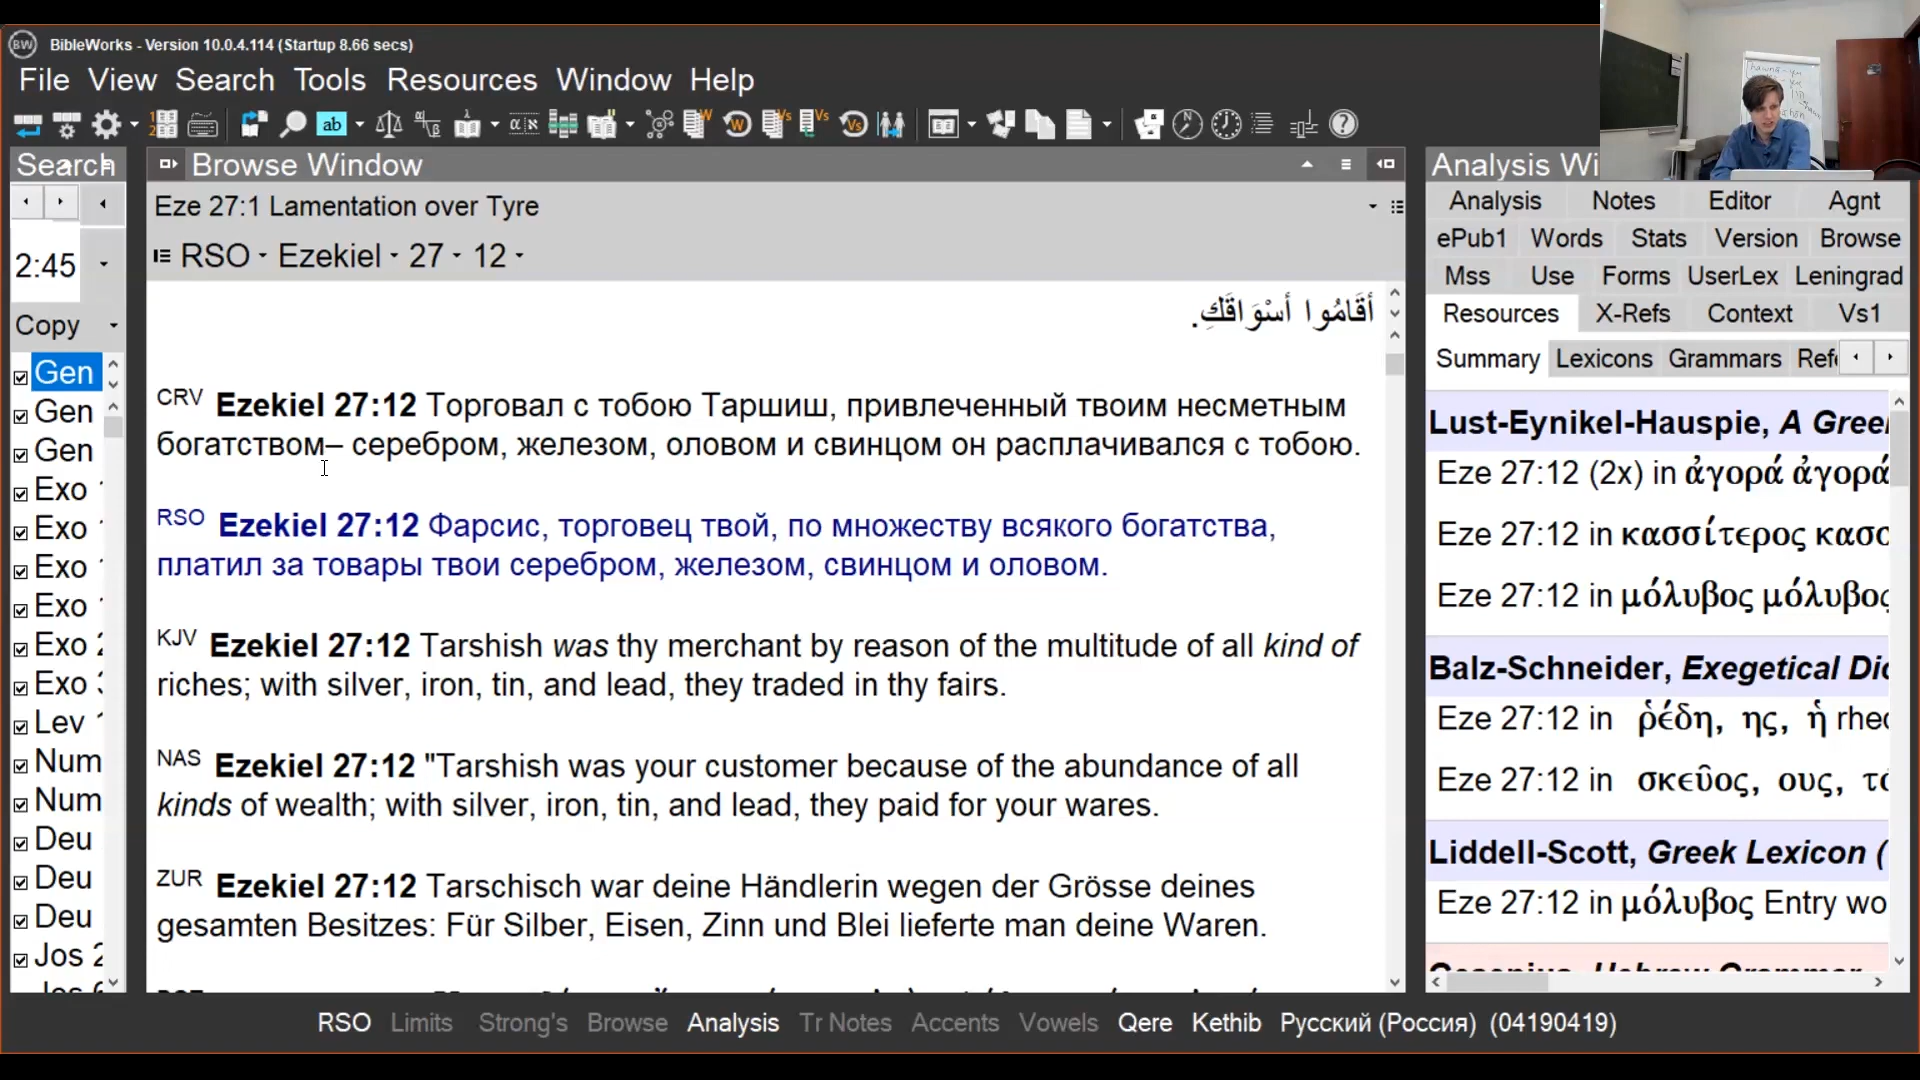 BibleWorks - Version 10.0.4.114 (Startup 8.66 secs)
File View Search Tools Resources Window Help
Search
Browse Window
Analysis Wi
Eze 27:1 Lamentation over Tyre
RSO Ezekiel 27 12
2:45
Copy
Gen
Gen
Gen
Exo
Exo
Exo
Exo
Exo 2
Exo 3
Lev 1
Num
Num
Deu
Deu
Deu
Jos 2
أقَامُوا أسْوَاقَكِ.
CRV Ezekiel 27:12 Торговал с тобою Таршиш, привлеченный твоим несметным
богатством– серебром, железом, оловом и свинцом он расплачивался с тобою.
RSO Ezekiel 27:12 Фарсис, торговец твой, по множеству всякого богатства,
платил за товары твои серебром, железом, свинцом и оловом.
KJV Ezekiel 27:12 Tarshish was thy merchant by reason of the multitude of all kind of
riches; with silver, iron, tin, and lead, they traded in thy fairs.
NAS Ezekiel 27:12 "Tarshish was your customer because of the abundance of all
kinds of wealth; with silver, iron, tin, and lead, they paid for your wares.
ZUR Ezekiel 27:12 Tarschisch war deine Händlerin wegen der Grösse deines
gesamten Besitzes: Für Silber, Eisen, Zinn und Blei lieferte man deine Waren.
Analysis Notes Editor Agnt
ePub1 Words Stats Version Browse
Mss Use Forms UserLex Leningrad
Resources X-Refs Context Vs1
Summary Lexicons Grammars Refe
Lust-Eynikel-Hauspie, A Greek
Eze 27:12 (2x) in ἀγορά ἀγορά
Eze 27:12 in κασσίτερος κασσ
Eze 27:12 in μόλυβος μόλυβος
Balz-Schneider, Exegetical Dic
Eze 27:12 in ῥέδη, ης, ἡ rhed
Eze 27:12 in σκεῦος, ους, τό
Liddell-Scott, Greek Lexicon (
Eze 27:12 in μόλυβος Entry wo
RSO Limits Strong's Browse Analysis Tr Notes Accents Vowels Qere Kethib Русский (Россия) (04190419)